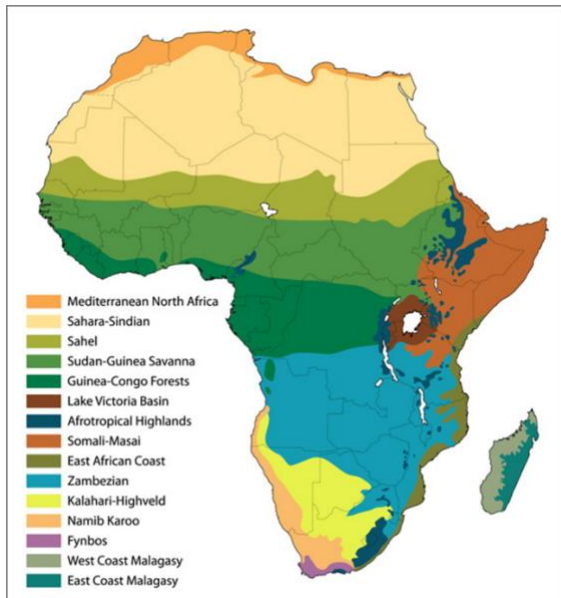 Mediterranean North Africa
Sahara-Sindian
Sahel
Sudan-Guinea Savanna
Guinea-Congo Forests
Lake Victoria Basin
Afrotropical Highlands
Somali-Masai
East African Coast
Zambezian
Kalahari-Highveld
Namib Karoo
Fynbos
West Coast Malagasy
East Coast Malagasy